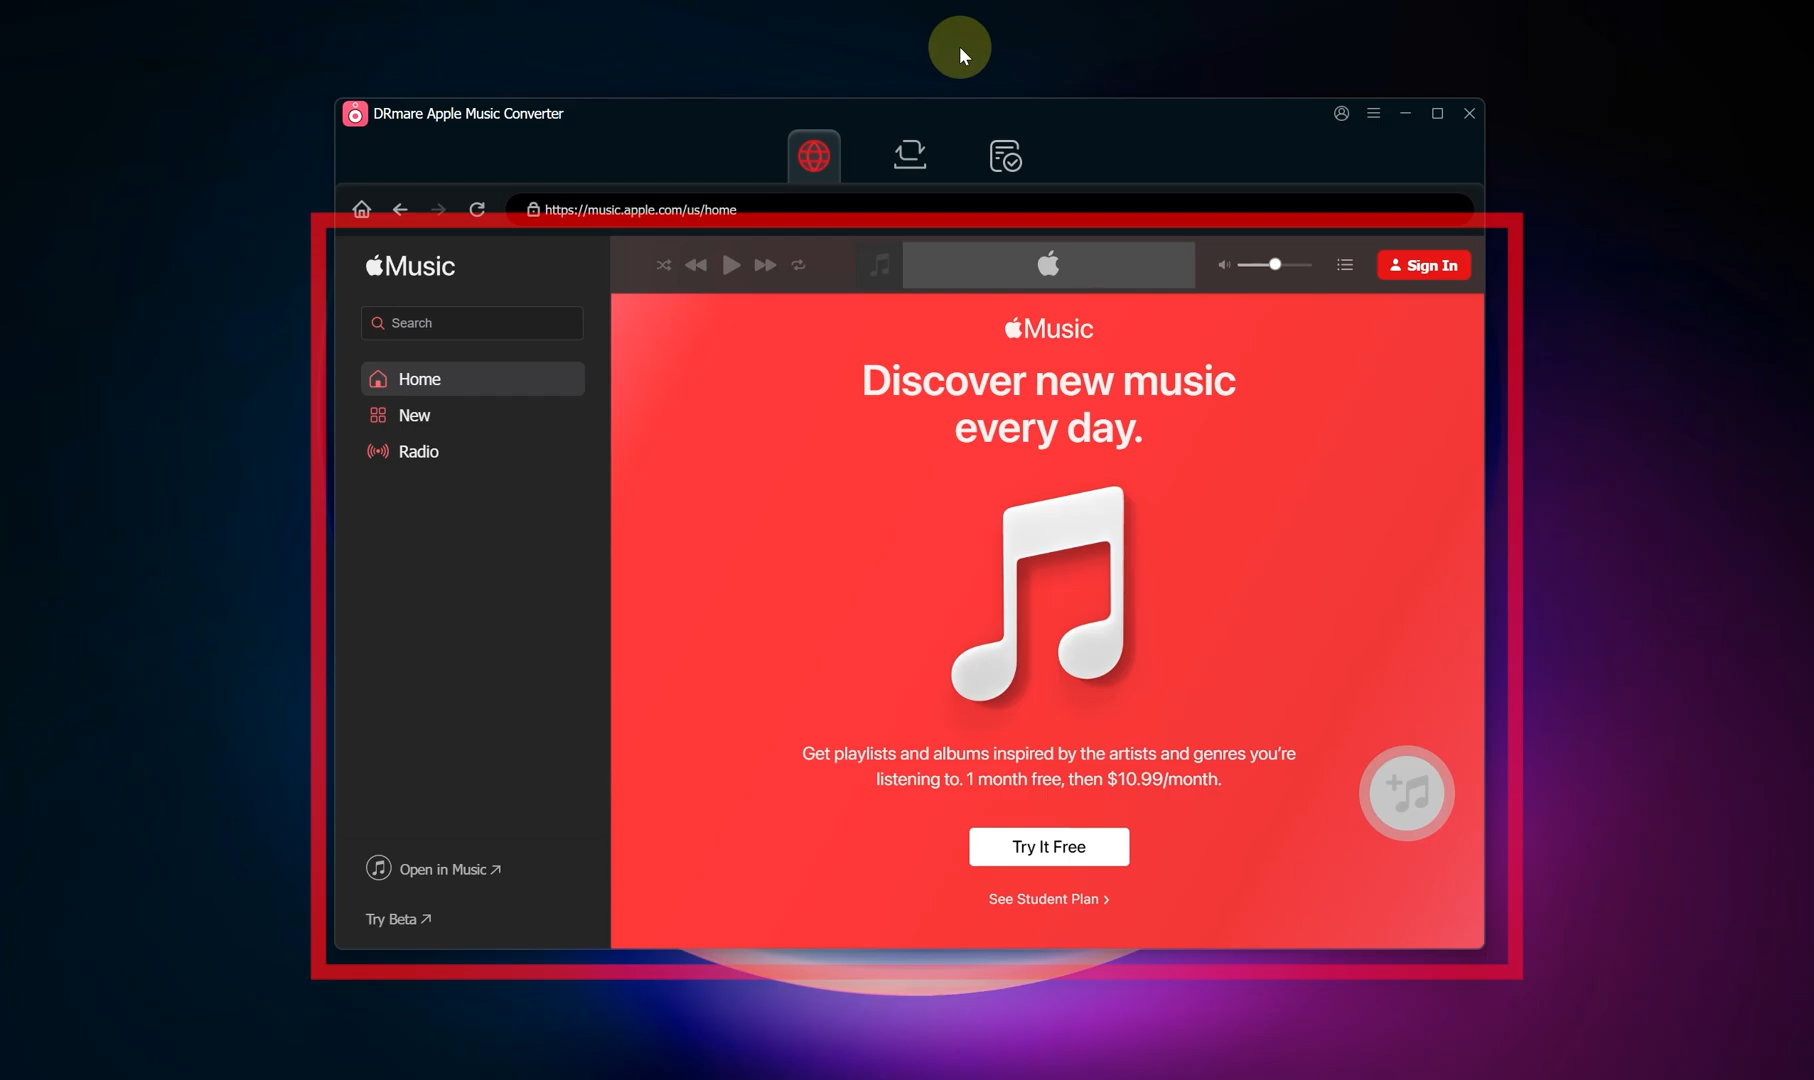 DRmare Apple Music Converter
https://music.apple.com/us/home
Music
Sign In
Search
Home
New
Radio
Open in Music
Try Beta
Music
Discover new music
every day.
Get playlists and albums inspired by the artists and genres you're
listening to. 1 month free, then $10.99/month.
Try It Free
See Student Plan